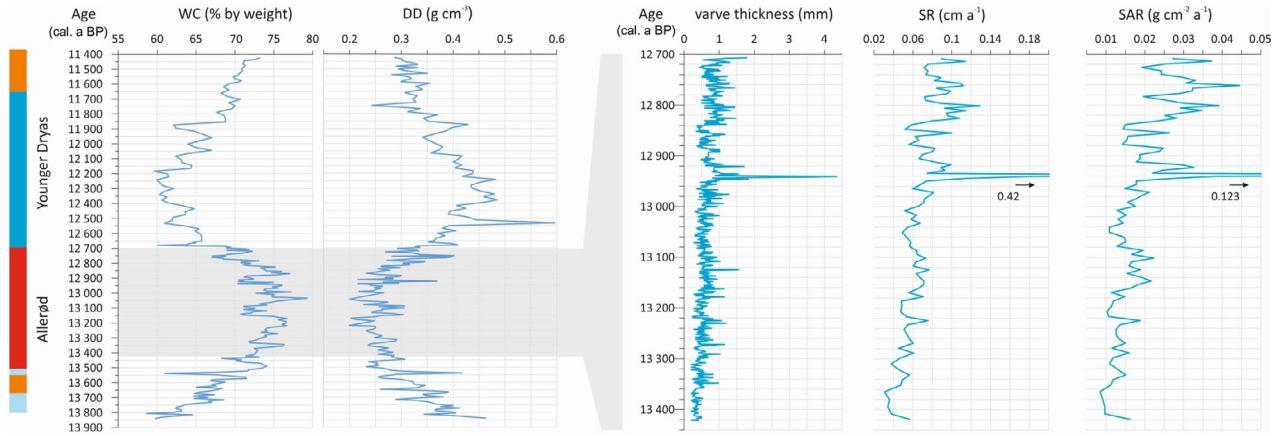 Age
(cal. a BP)
WC (% by weight)
DD (g cm⁻³)
Age
(cal. a BP)
varve thickness (mm)
SR (cm a⁻¹)
SAR (g cm⁻² a⁻¹)
55 60 65 70 75 80
0.2 0.3 0.4 0.5 0.6
0 1 2 3 4
0.02 0.06 0.1 0.14 0.18
0.01 0.02 0.03 0.04 0.05
11 400
11 500
11 600
11 700
11 800
11 900
12 000
12 100
12 200
12 300
12 400
12 500
12 600
12 700
12 800
12 900
13 000
13 100
13 200
13 300
13 400
13 500
13 600
13 700
13 800
13 900
Younger Dryas
Allerød
12 700
12 800
12 900
13 000
13 100
13 200
13 300
13 400
0.42
0.123